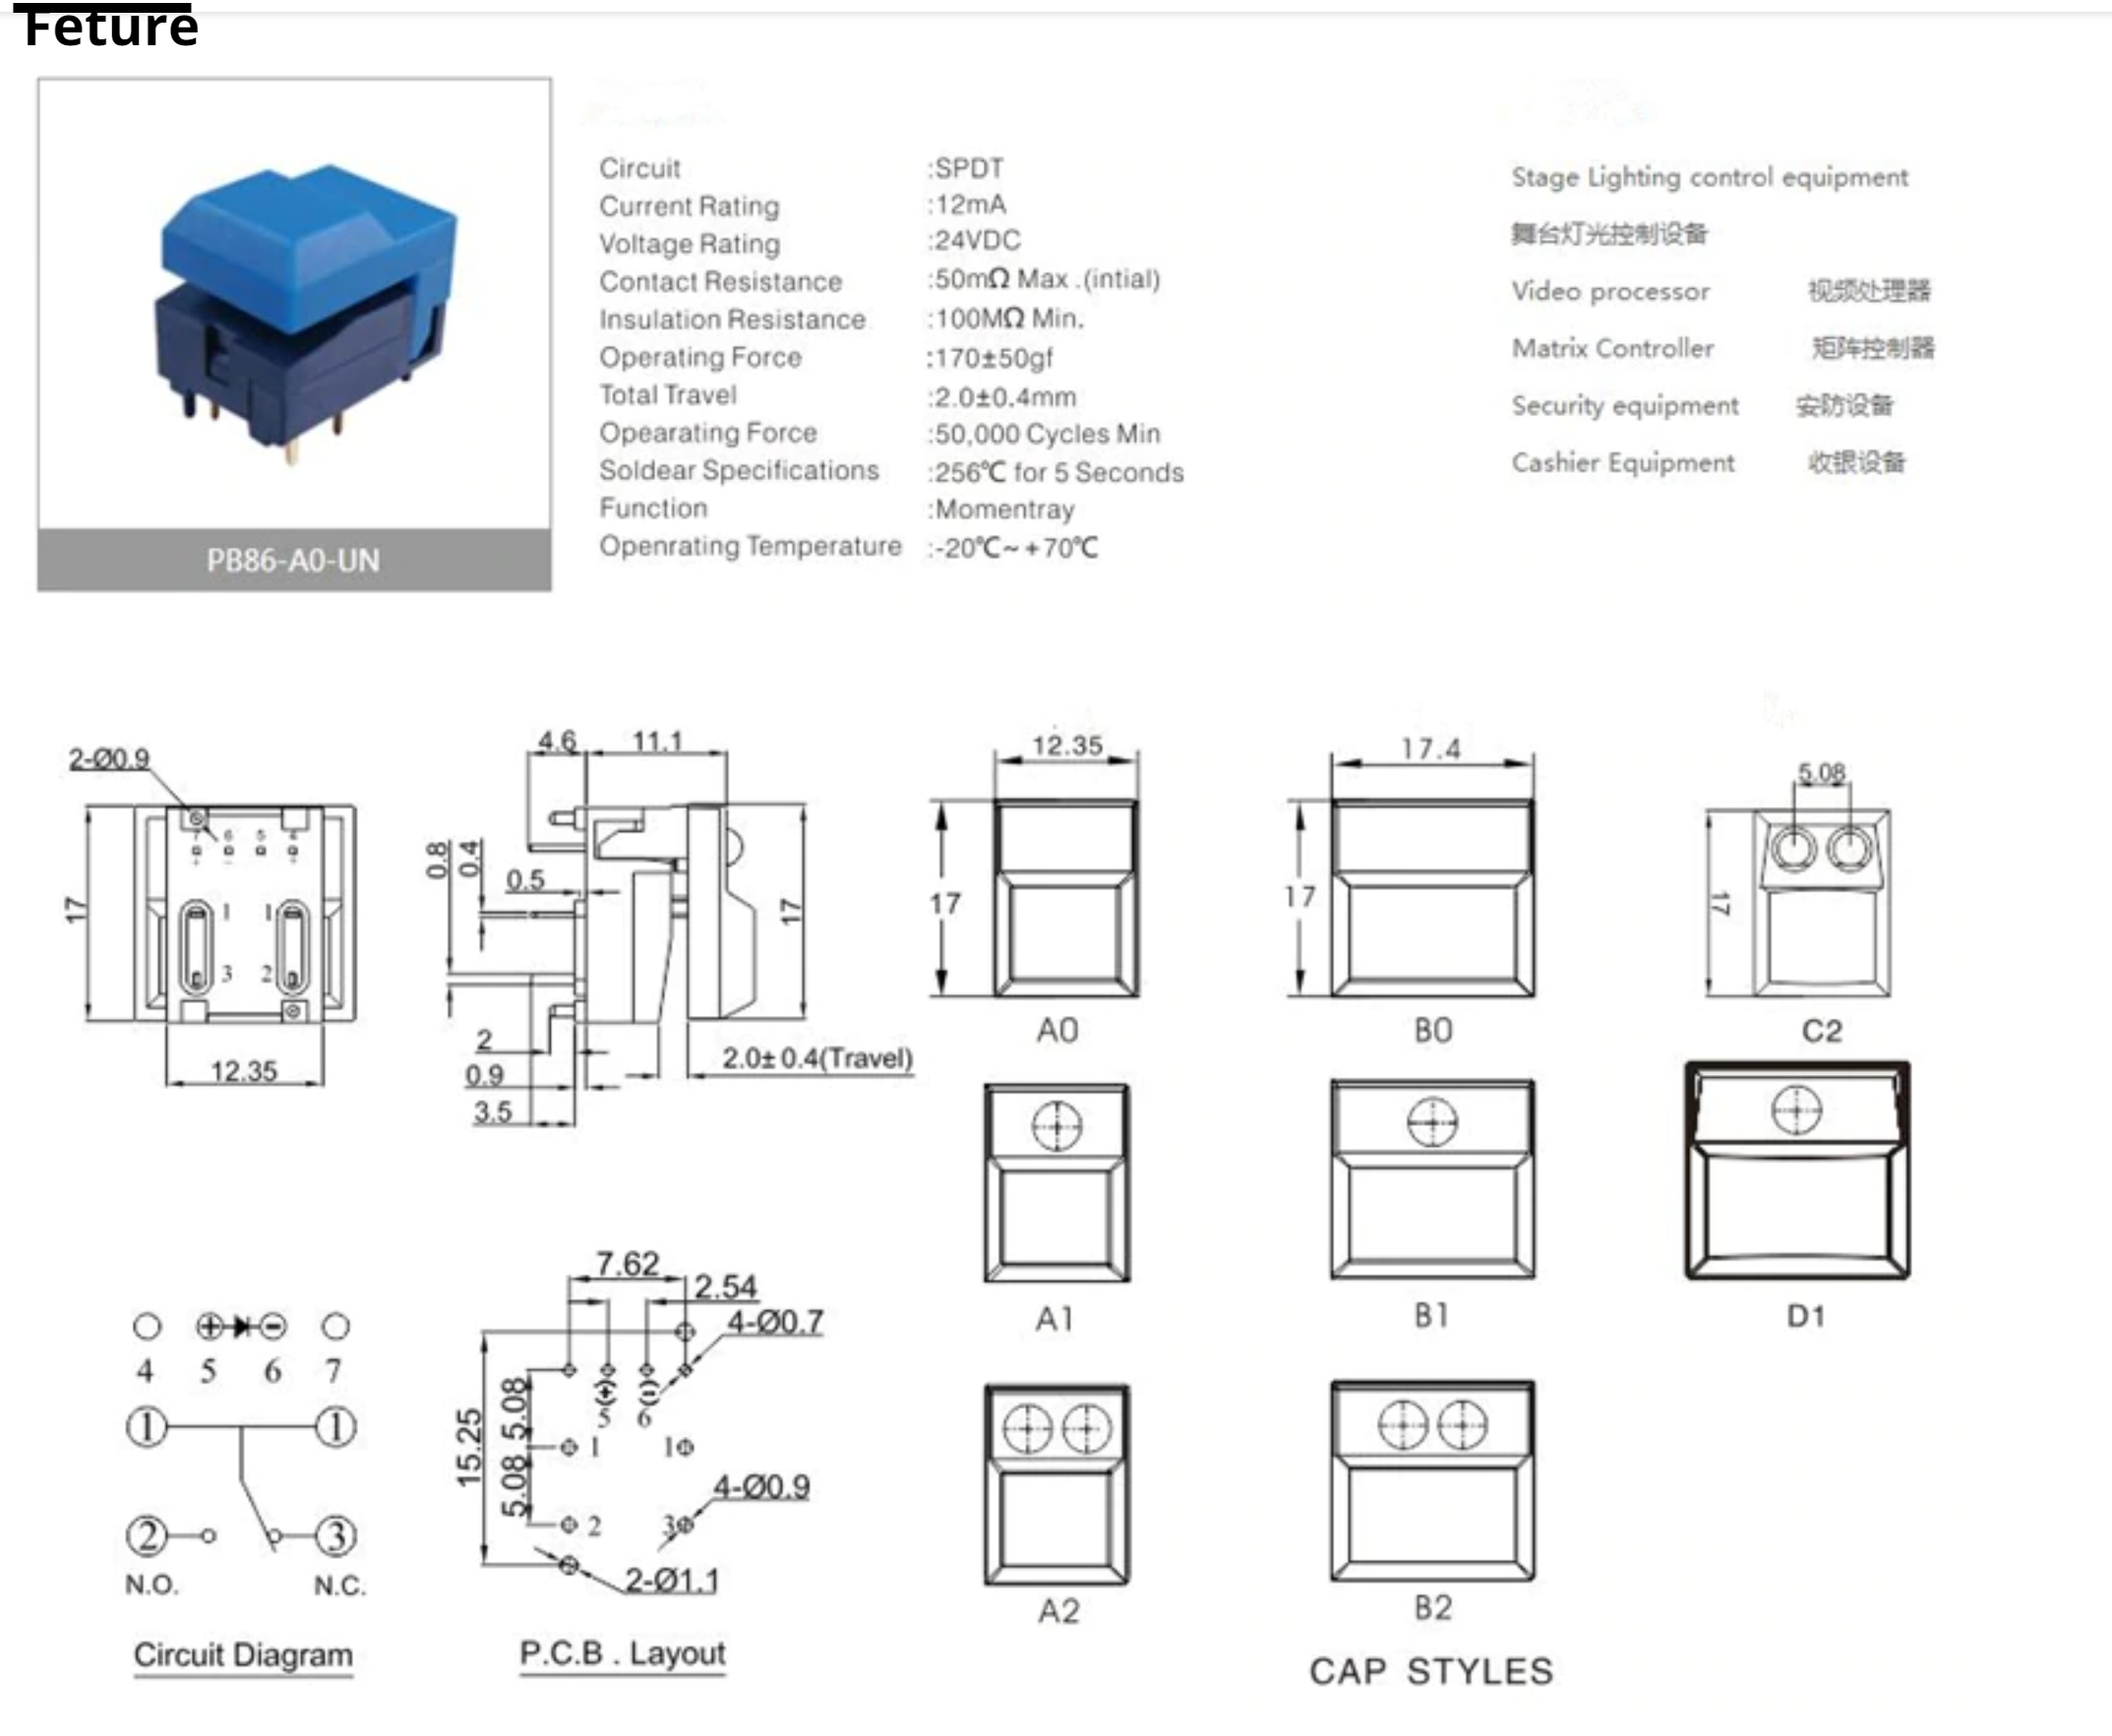 Feture
PB86-A0-UN
Circuit :SPDT
Current Rating :12mA
Voltage Rating :24VDC
Contact Resistance :50mΩ Max .(intial)
Insulation Resistance :100MΩ Min.
Operating Force :170±50gf
Total Travel :2.0±0.4mm
Opearating Force :50,000 Cycles Min
Soldear Specifications :256℃ for 5 Seconds
Function :Momentray
Openrating Temperature :-20℃~+70℃
Stage Lighting control equipment
舞台灯光控制设备
Video processor 视频处理器
Matrix Controller 矩阵控制器
Security equipment 安防设备
Cashier Equipment 收银设备
2-Ø0.9
7 6 5 4
+ - +
17
1 1
3 2
12.35
4.6 11.1
0.8 0.4
0.5
17
2
2.0±0.4(Travel)
0.9
3.5
12.35
17
A0
17.4
17
B0
5.08
17
C2
A1
B1
D1
A2
B2
CAP STYLES
4 5 6 7
1 1
2 3
N.O. N.C.
Circuit Diagram
7.62
2.54
4-Ø0.7
(+) (-)
5 6
15.25
5.08
1 1
5.08
4-Ø0.9
2 3
2-Ø1.1
P.C.B . Layout